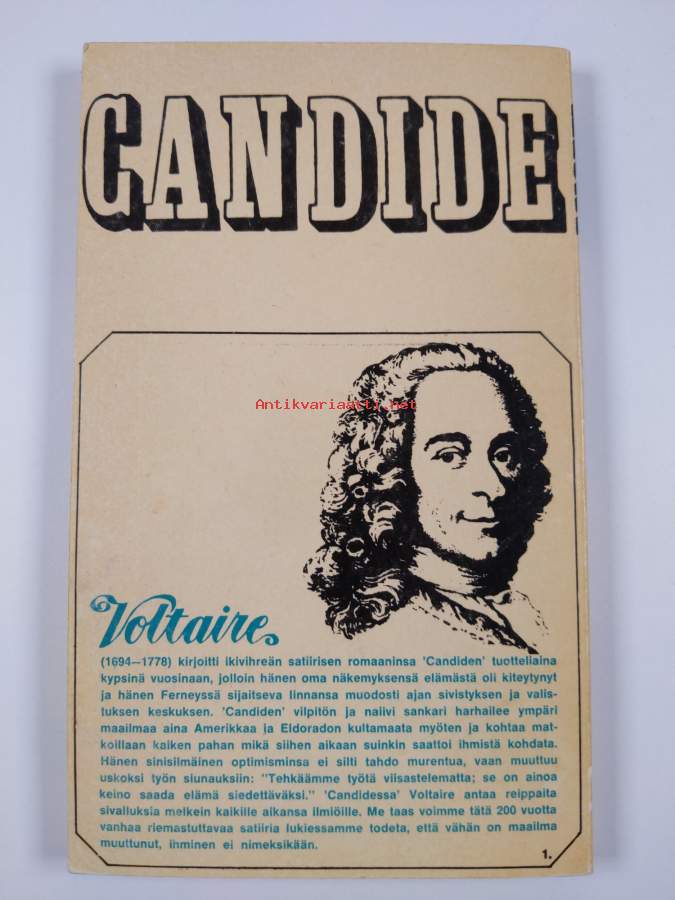 CANDIDE
Antikvariaatti.net
Voltaire
(1694—1778) kirjoitti ikivihreän satiirisen romaaninsa 'Candiden' tuotteliaina
kypsinä vuosinaan, jolloin hänen oma näkemyksensä elämästä oli kiteytynyt
ja hänen Ferneyssä sijaitseva linnansa muodosti ajan sivistyksen ja valis-
tuksen keskuksen. 'Candiden' vilpitön ja naiivi sankari harhailee ympäri
maailmaa aina Amerikkaa ja Eldoradon kultamaata myöten ja kohtaa mat-
koillaan kaiken pahan mikä siihen aikaan suinkin saattoi ihmistä kohdata.
Hänen sinisilmäinen optimisminsa ei silti tahdo murentua, vaan muuttuu
uskoksi työn siunauksiin: "Tehkäämme työtä viisastelematta; se on ainoa
keino saada elämä siedettäväksi." 'Candidessa' Voltaire antaa reippaita
sivalluksia melkein kaikille aikansa ilmiöille. Me taas voimme tätä 200 vuotta
vanhaa riemastuttavaa satiiria lukiessamme todeta, että vähän on maailma
muuttunut, ihminen ei nimeksikään.
1.